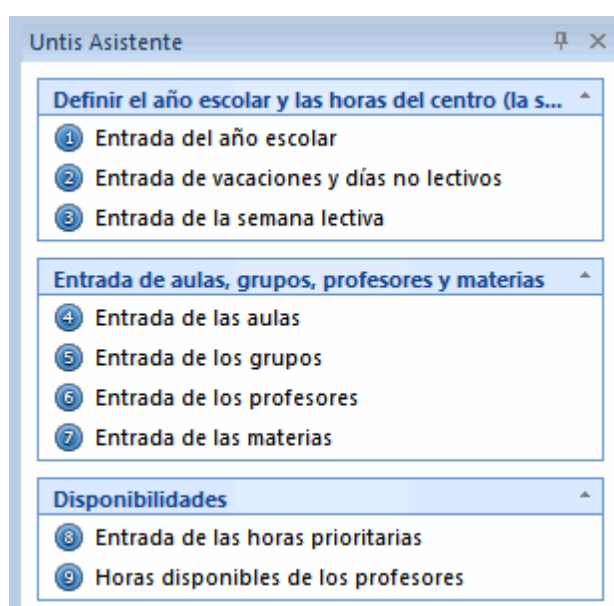 Untis Asistente
Definir el año escolar y las horas del centro (la s...
1 Entrada del año escolar
2 Entrada de vacaciones y días no lectivos
3 Entrada de la semana lectiva
Entrada de aulas, grupos, profesores y materias
4 Entrada de las aulas
5 Entrada de los grupos
6 Entrada de los profesores
7 Entrada de las materias
Disponibilidades
8 Entrada de las horas prioritarias
9 Horas disponibles de los profesores